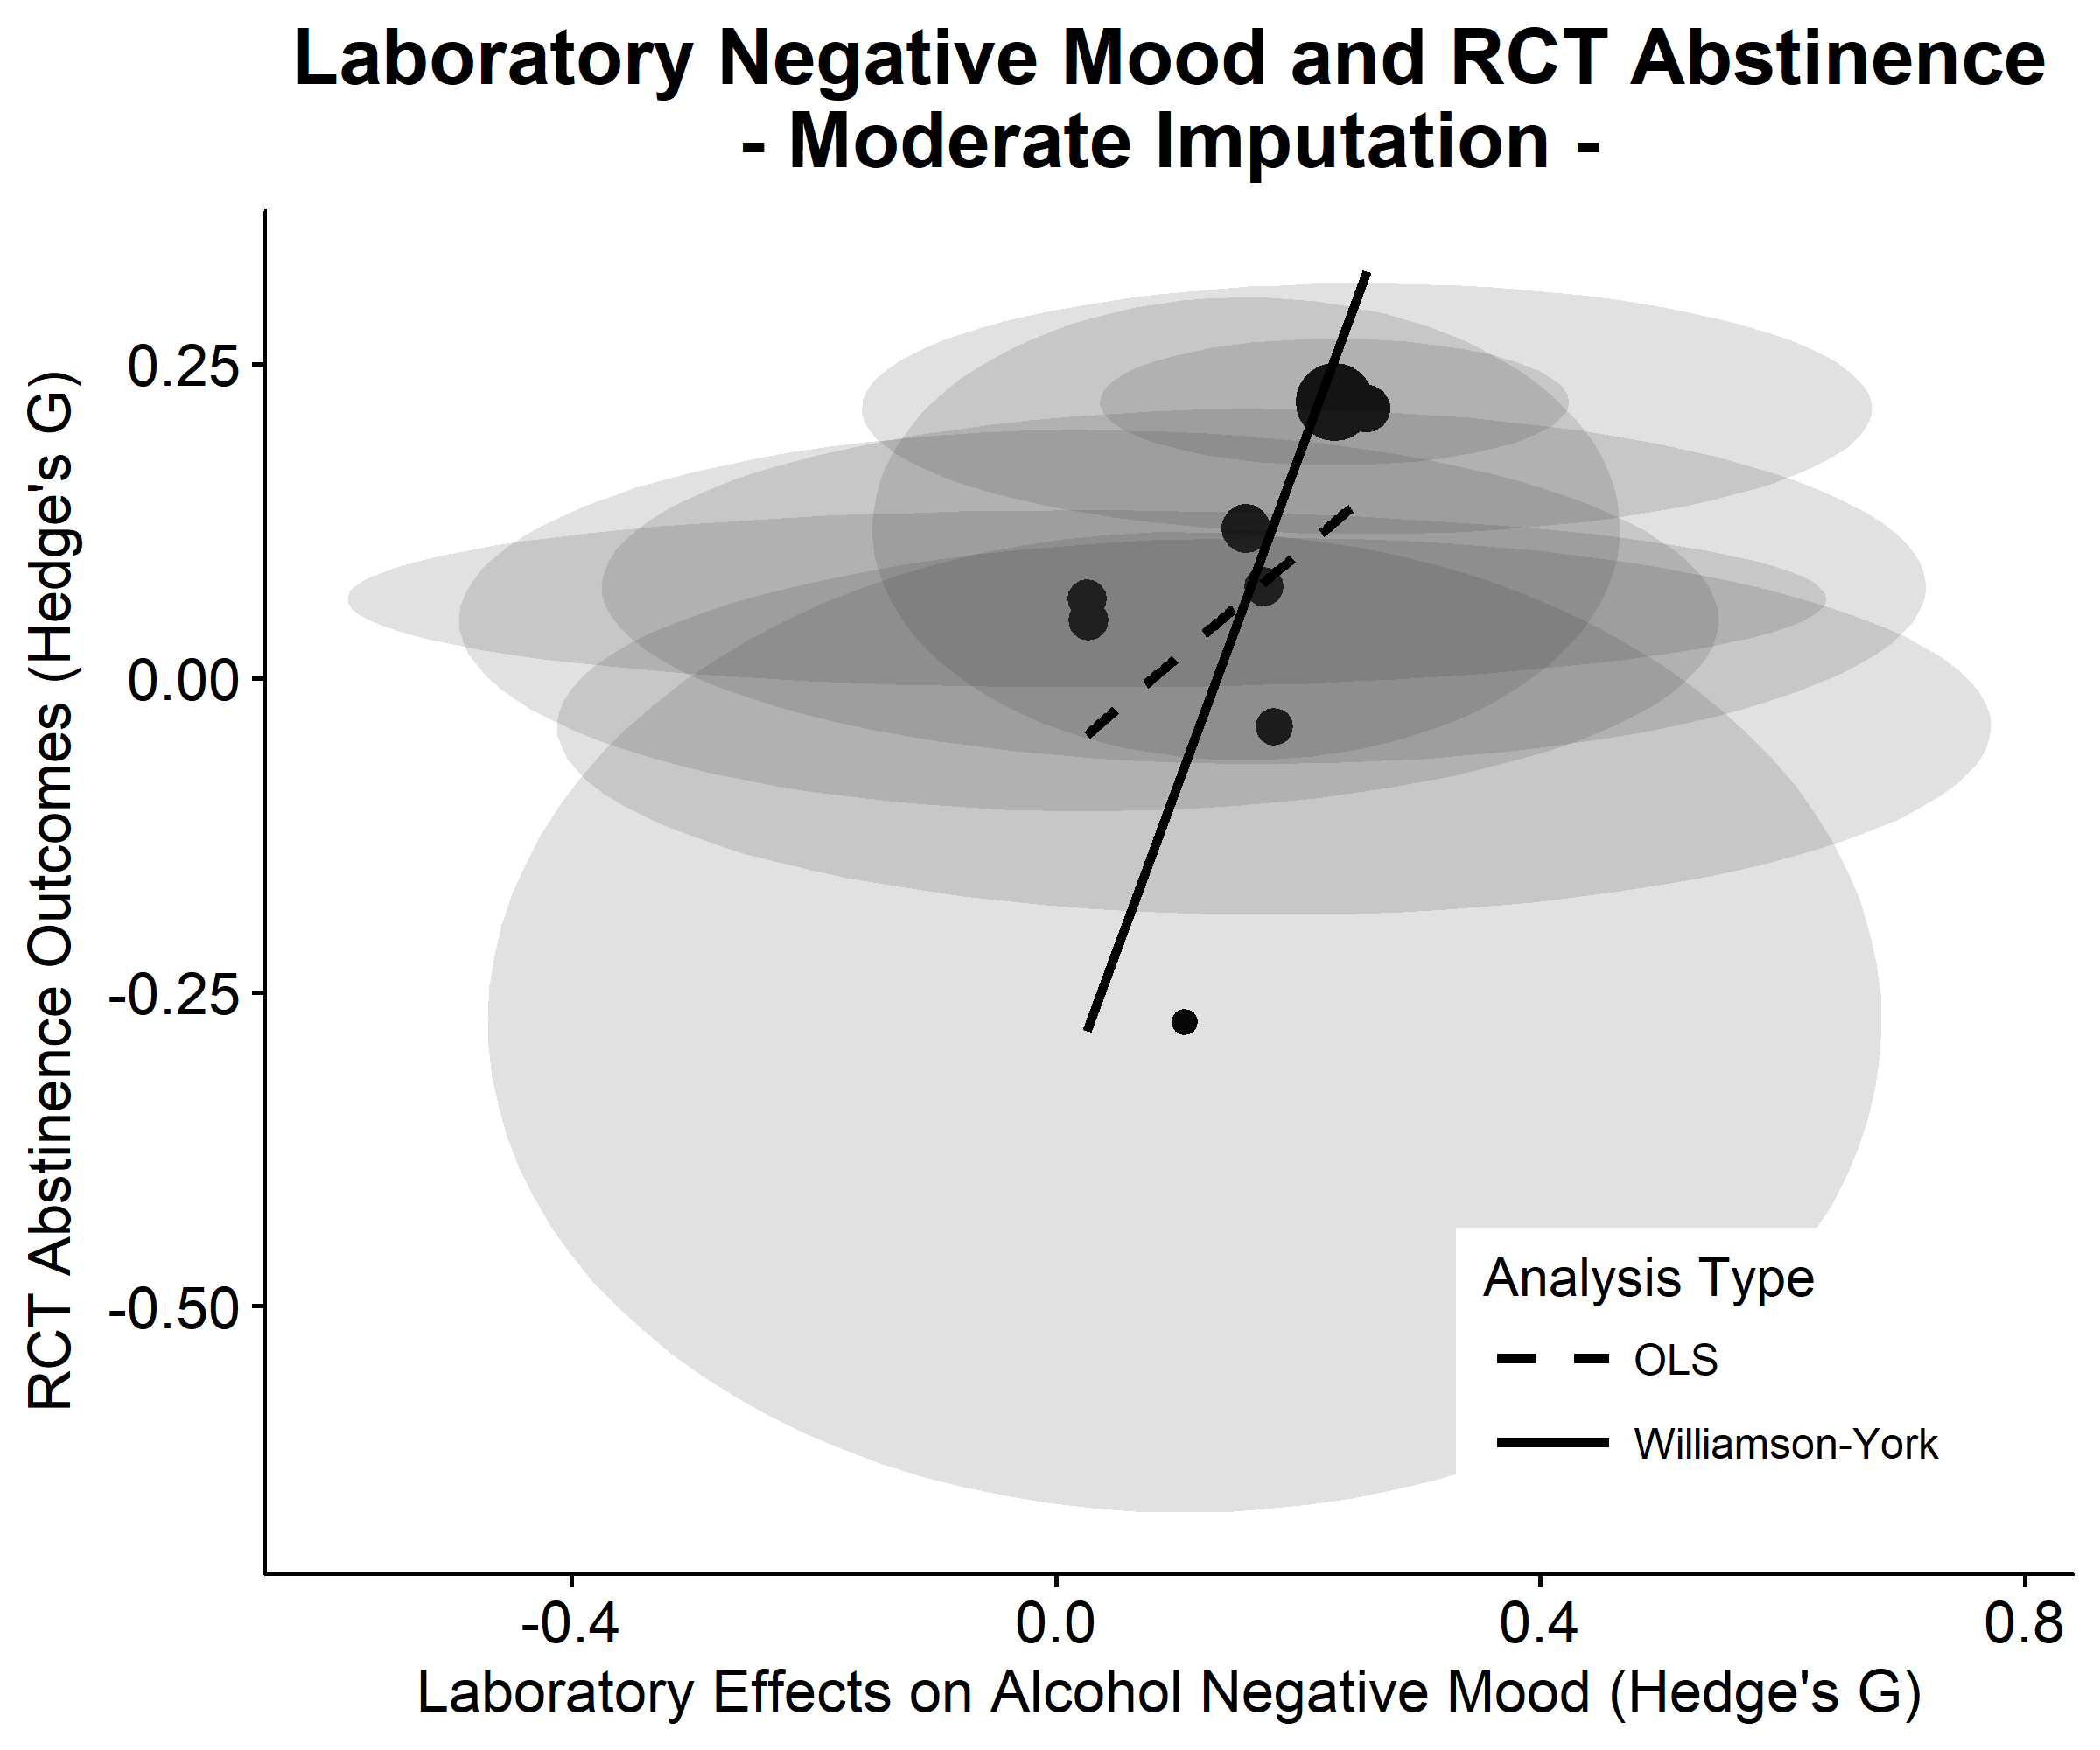 Laboratory Negative Mood and RCT Abstinence
- Moderate Imputation -
RCT Abstinence Outcomes (Hedge's G)
0.25
0.00
-0.25
-0.50
Analysis Type
OLS
Williamson-York
-0.4
0.0
0.4
0.8
Laboratory Effects on Alcohol Negative Mood (Hedge's G)